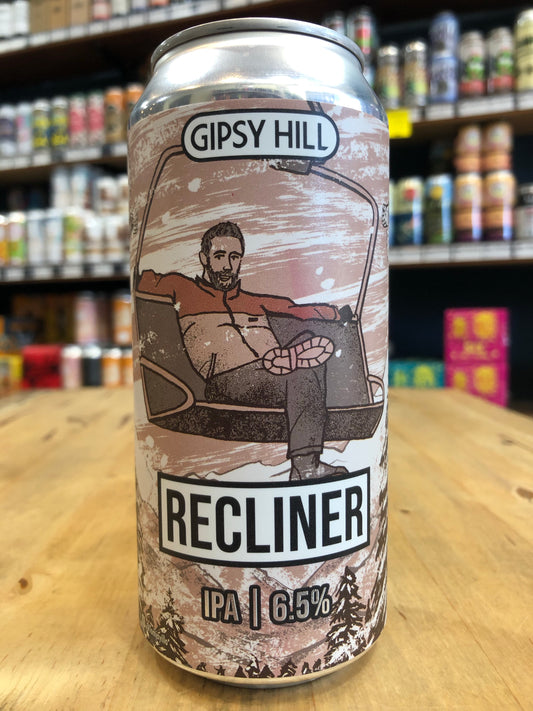 GIPSY HILL
RECLINER
IPA | 6.5%